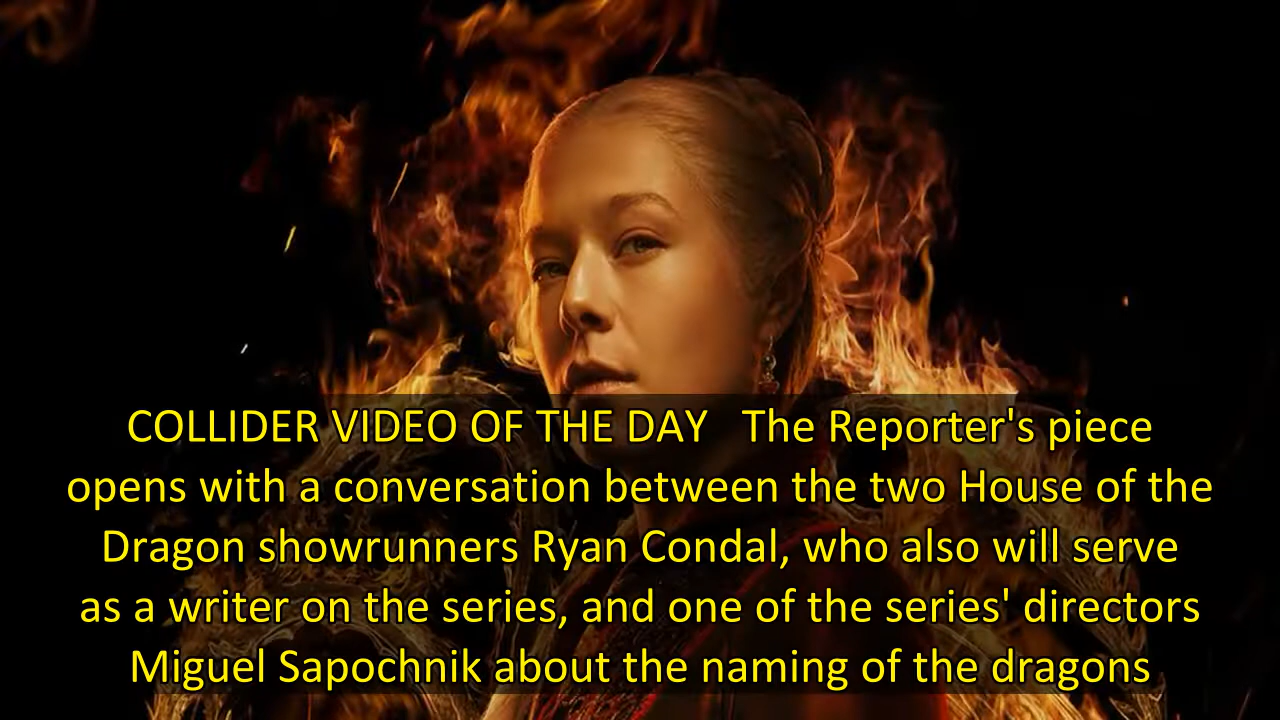 COLLIDER VIDEO OF THE DAY   The Reporter's piece
opens with a conversation between the two House of the
Dragon showrunners Ryan Condal, who also will serve
as a writer on the series, and one of the series' directors
Miguel Sapochnik about the naming of the dragons